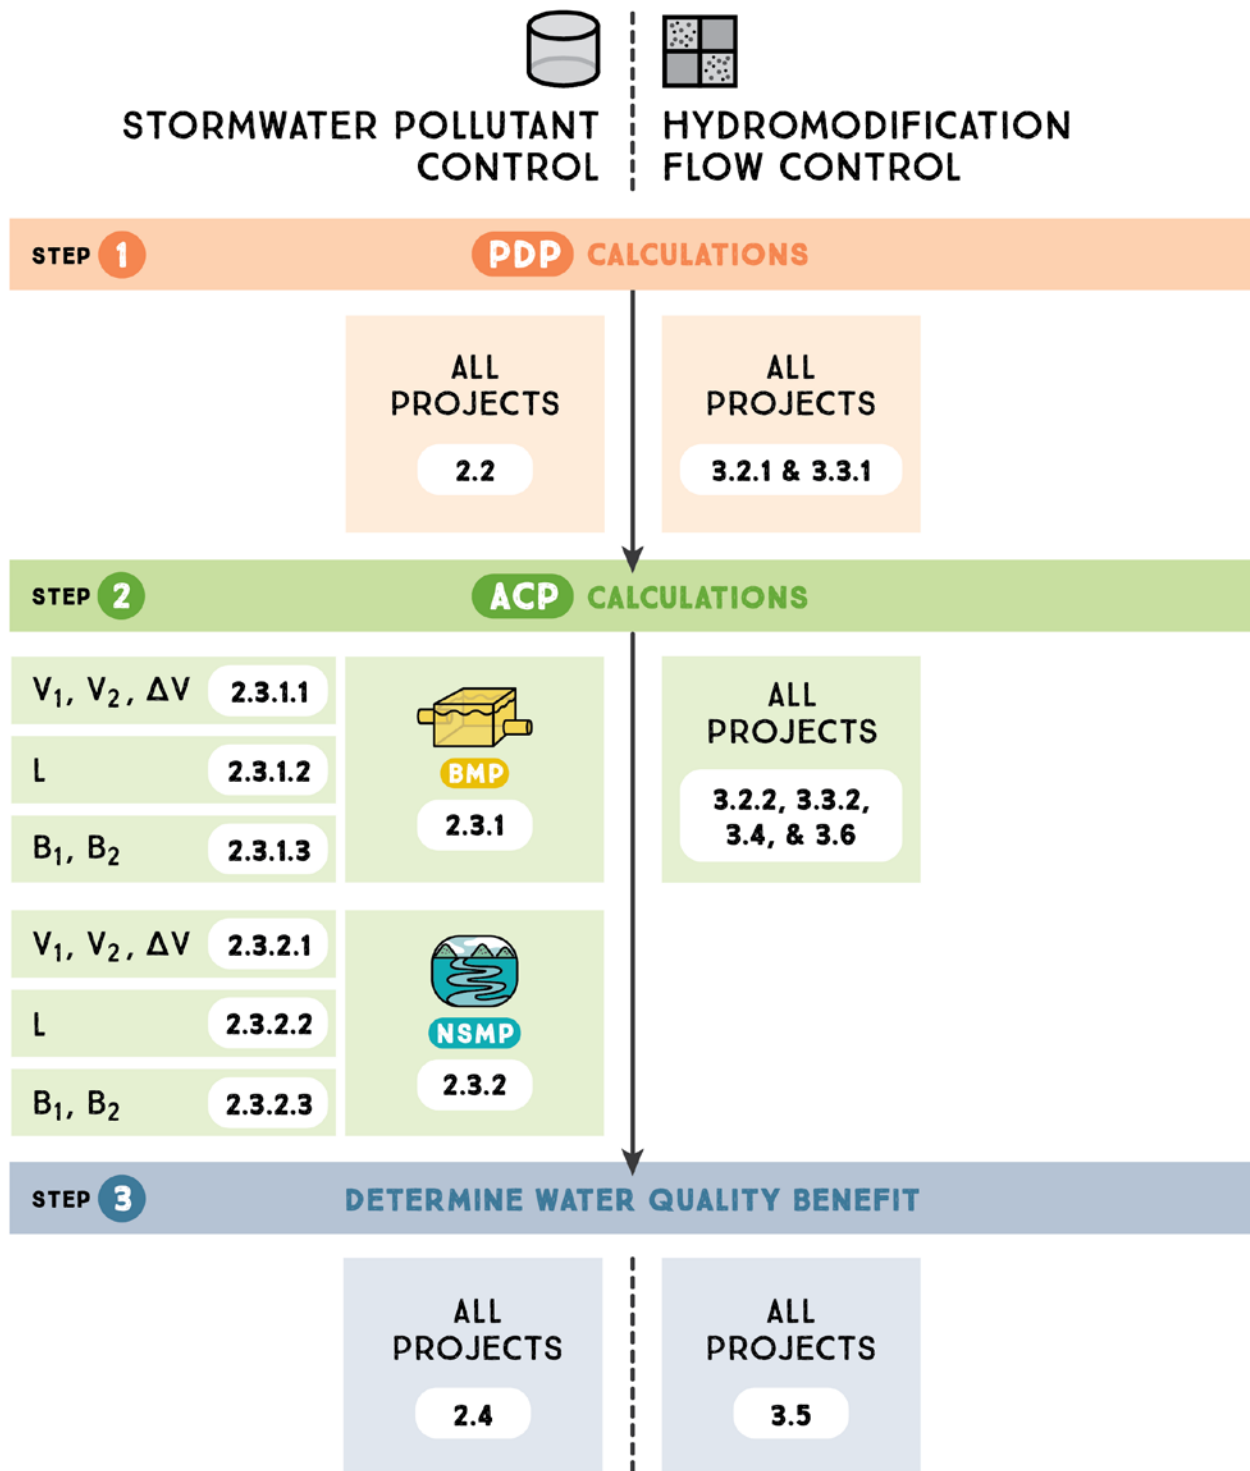 STORMWATER POLLUTANT
CONTROL
HYDROMODIFICATION
FLOW CONTROL
STEP 1
PDP CALCULATIONS
ALL
PROJECTS
2.2
ALL
PROJECTS
3.2.1 & 3.3.1
STEP 2
ACP CALCULATIONS
V₁, V₂, ΔV 2.3.1.1
L 2.3.1.2
B₁, B₂ 2.3.1.3
BMP
2.3.1
ALL
PROJECTS
3.2.2, 3.3.2,
3.4, & 3.6
V₁, V₂, ΔV 2.3.2.1
L 2.3.2.2
B₁, B₂ 2.3.2.3
NSMP
2.3.2
STEP 3
DETERMINE WATER QUALITY BENEFIT
ALL
PROJECTS
2.4
ALL
PROJECTS
3.5